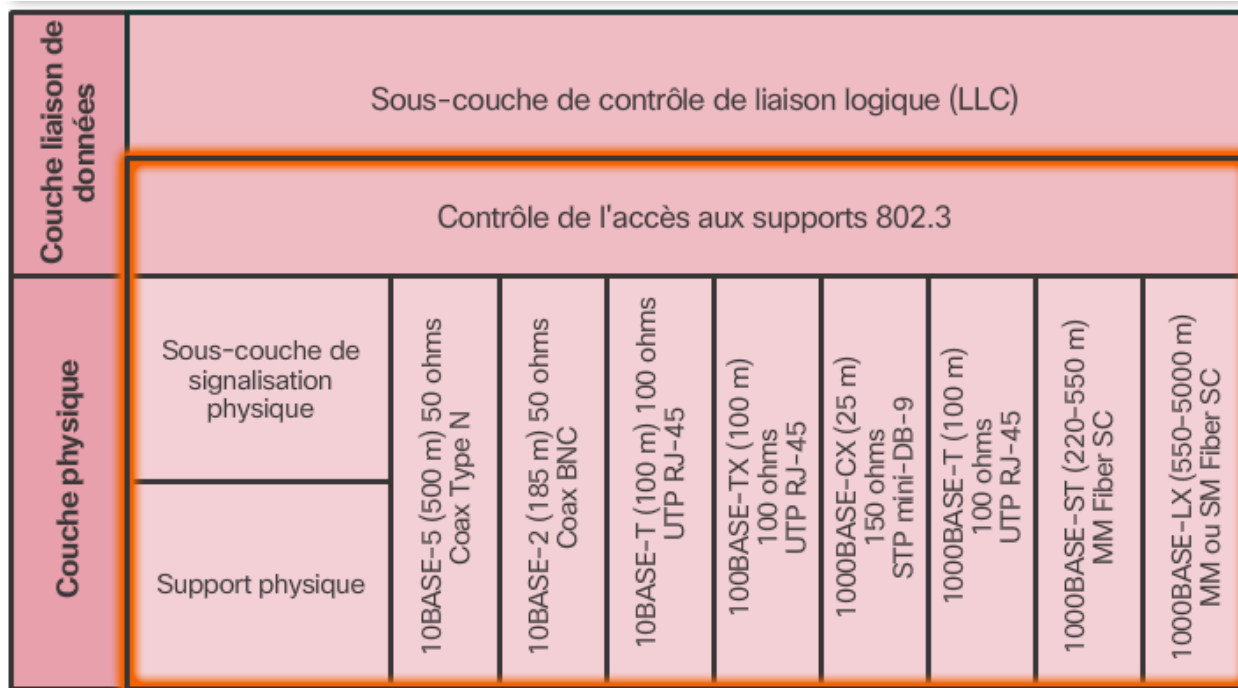 Couche liaison de
données
Sous-couche de contrôle de liaison logique (LLC)
Contrôle de l'accès aux supports 802.3
Couche physique
Sous-couche de
signalisation
physique
Support physique
10BASE-5 (500 m) 50 ohms
Coax Type N
10BASE-2 (185 m) 50 ohms
Coax BNC
10BASE-T (100 m) 100 ohms
UTP RJ-45
100BASE-TX (100 m)
100 ohms
UTP RJ-45
1000BASE-CX (25 m)
150 ohms
STP mini-DB-9
1000BASE-T (100 m)
100 ohms
UTP RJ-45
1000BASE-ST (220-550 m)
MM Fiber SC
1000BASE-LX (550-5000 m)
MM ou SM Fiber SC